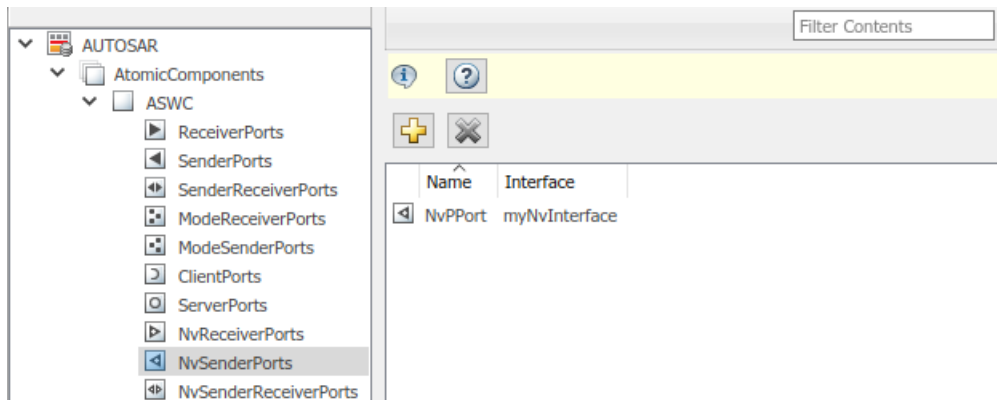 Filter Contents
AUTOSAR
AtomicComponents
ASWC
ReceiverPorts
SenderPorts
SenderReceiverPorts
ModeReceiverPorts
ModeSenderPorts
ClientPorts
ServerPorts
NvReceiverPorts
NvSenderPorts
NvSenderReceiverPorts
Name Interface
NvPPort myNvInterface